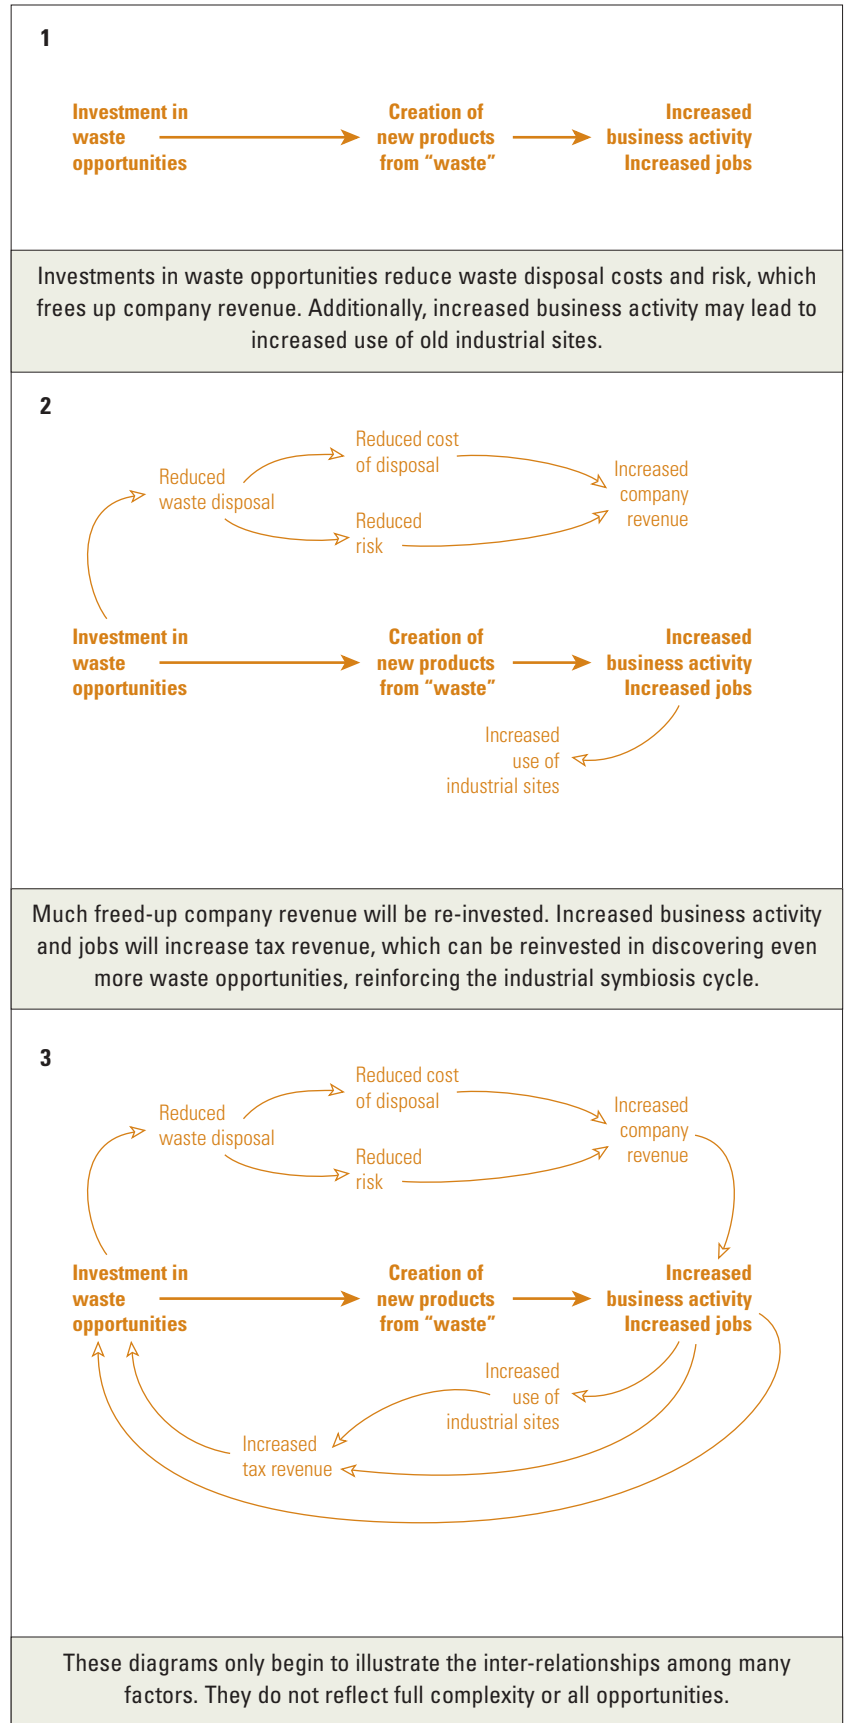 1
Investment in
waste
opportunities
Creation of
new products
from “waste”
Increased
business activity
Increased jobs
Investments in waste opportunities reduce waste disposal costs and risk, which
frees up company revenue. Additionally, increased business activity may lead to
increased use of old industrial sites.
2
Reduced
waste disposal
Reduced cost
of disposal
Reduced
risk
Increased
company
revenue
Investment in
waste
opportunities
Creation of
new products
from “waste”
Increased
business activity
Increased jobs
Increased
use of
industrial sites
Much freed-up company revenue will be re-invested. Increased business activity
and jobs will increase tax revenue, which can be reinvested in discovering even
more waste opportunities, reinforcing the industrial symbiosis cycle.
3
Reduced
waste disposal
Reduced cost
of disposal
Reduced
risk
Increased
company
revenue
Investment in
waste
opportunities
Creation of
new products
from “waste”
Increased
business activity
Increased jobs
Increased
use of
industrial sites
Increased
tax revenue
These diagrams only begin to illustrate the inter-relationships among many
factors. They do not reflect full complexity or all opportunities.